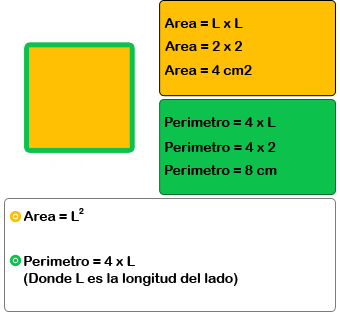 Area = L x L
Area = 2 x 2
Area = 4 cm2
Perimetro = 4 x L
Perimetro = 4 x 2
Perimetro = 8 cm
Area = L²
Perimetro = 4 x L
(Donde L es la longitud del lado)